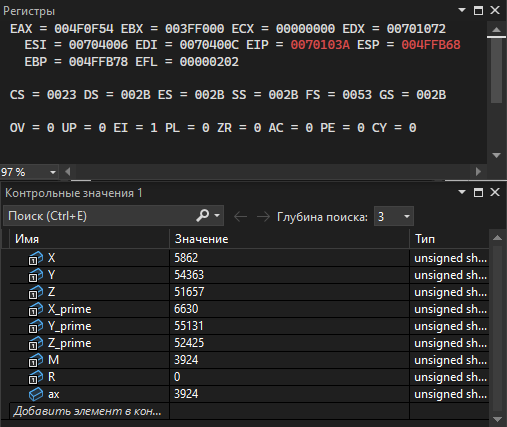 Регистры
EAX = 004F0F54 EBX = 003FF000 ECX = 00000000 EDX = 00701072
ESI = 00704006 EDI = 0070400C EIP = 0070103A ESP = 004FFB68
EBP = 004FFB78 EFL = 00000202
CS = 0023 DS = 002B ES = 002B SS = 002B FS = 0053 GS = 002B
OV = 0 UP = 0 EI = 1 PL = 0 ZR = 0 AC = 0 PE = 0 CY = 0
97 %
Контрольные значения 1
Поиск (Ctrl+E) Глубина поиска: 3
Имя Значение Тип
X 5862 unsigned sh...
Y 54363 unsigned sh...
Z 51657 unsigned sh...
X_prime 6630 unsigned sh...
Y_prime 55131 unsigned sh...
Z_prime 52425 unsigned sh...
M 3924 unsigned sh...
R 0 unsigned sh...
ax 3924 unsigned sh...
Добавить элемент в кон...